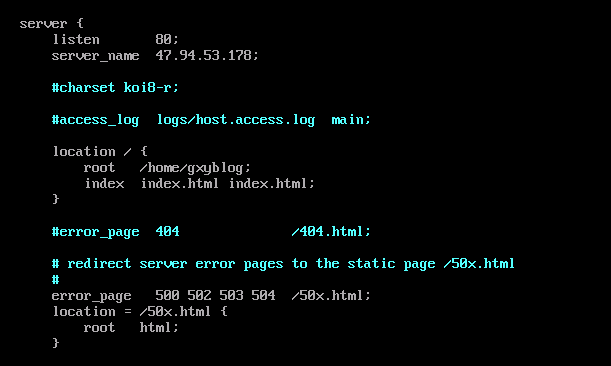 server {
listen       80;
server_name  47.94.53.178;
#charset koi8-r;
#access_log  logs/host.access.log  main;
location / {
root   /home/gxyblog;
index  index.html index.html;
}
#error_page  404              /404.html;
# redirect server error pages to the static page /50x.html
#
error_page   500 502 503 504  /50x.html;
location = /50x.html {
root   html;
}